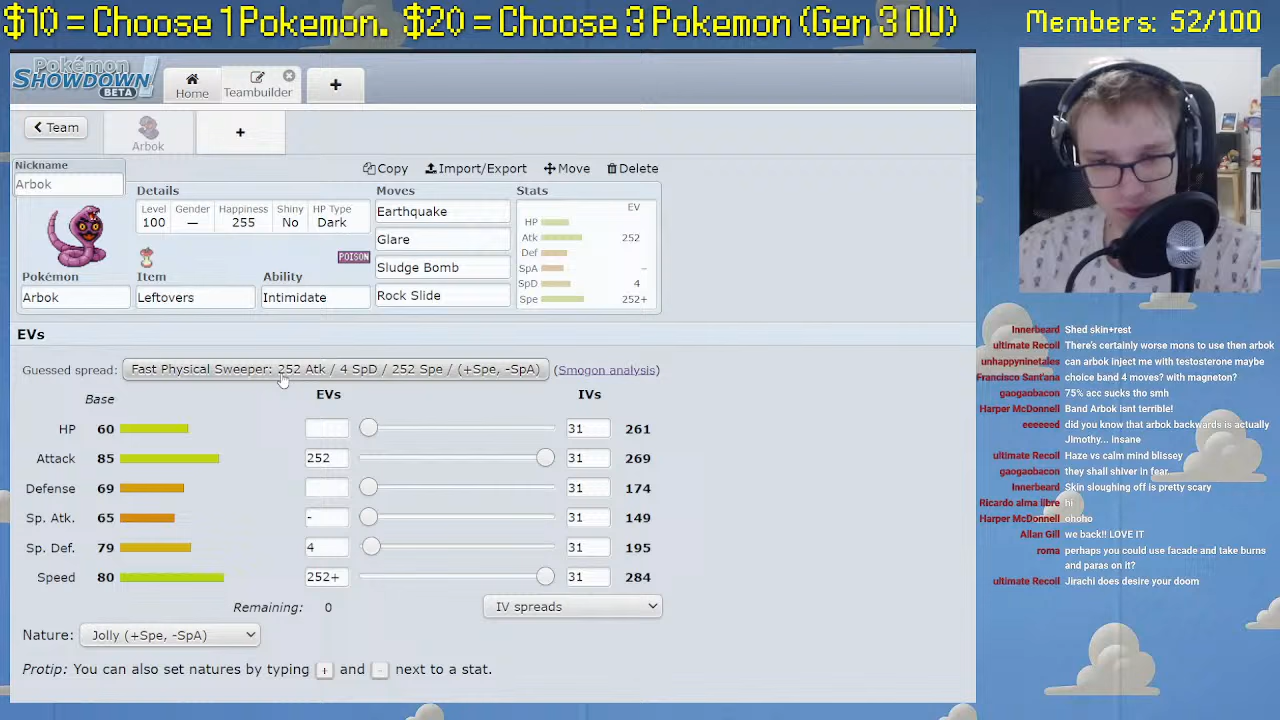 $10 = Choose 1 Pokemon. $20 = Choose 3 Pokemon (Gen 3 OU)
Members: 52/100
Pokémon
SHOWDOWN!
BETA
Home
Teambuilder
+
< Team
Arbok
+
Nickname
Arbok
Copy
Import/Export
Move
Delete
Details
Level
Gender
Happiness
Shiny
HP Type
100
—
255
No
Dark
POISON
Pokémon
Arbok
Item
Leftovers
Ability
Intimidate
Moves
Earthquake
Glare
Sludge Bomb
Rock Slide
Stats
EV
HP
Atk 252
Def
SpA –
SpD 4
Spe 252+
EVs
Guessed spread: Fast Physical Sweeper: 252 Atk / 4 SpD / 252 Spe / (+Spe, -SpA) (Smogon analysis)
Base EVs IVs
HP 60 31 261
Attack 85 252 31 269
Defense 69 31 174
Sp. Atk. 65 - 31 149
Sp. Def. 79 4 31 195
Speed 80 252+ 31 284
Remaining: 0
IV spreads
Nature: Jolly (+Spe, -SpA)
Protip: You can also set natures by typing + and - next to a stat.
Innerbeard Shed skin+rest
ultimate Recoil There's certainly worse mons to use then arbok
unhappyninetales can arbok inject me with testosterone maybe
Francisco Sant'ana choice band 4 moves? with magneton?
gaogaobacon 75% acc sucks tho smh
Harper McDonnell Band Arbok isnt terrible!
eeeeeed did you know that arbok backwards is actually
Jimothy... insane
ultimate Recoil Haze vs calm mind blissey
gaogaobacon they shall shiver in fear
Innerbeard Skin sloughing off is pretty scary
Ricardo alma libre hi
Harper McDonnell ohoho
Allan Gill we back!! LOVE IT
roma perhaps you could use facade and take burns
and paras on it?
ultimate Recoil Jirachi does desire your doom